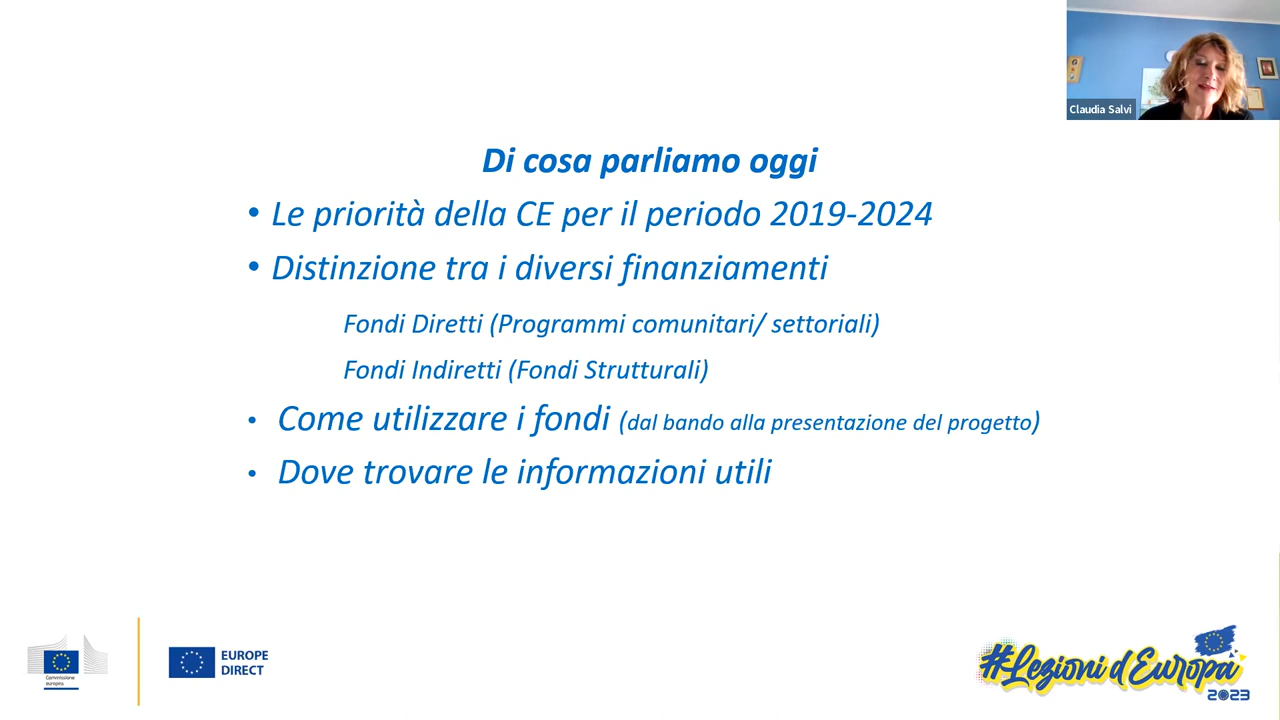 Claudia Salvi
Di cosa parliamo oggi
• Le priorità della CE per il periodo 2019-2024
• Distinzione tra i diversi finanziamenti
Fondi Diretti (Programmi comunitari/ settoriali)
Fondi Indiretti (Fondi Strutturali)
• Come utilizzare i fondi (dal bando alla presentazione del progetto)
• Dove trovare le informazioni utili
Commissione
europea
EUROPE
DIRECT
#Lezioni d'Europa
2023